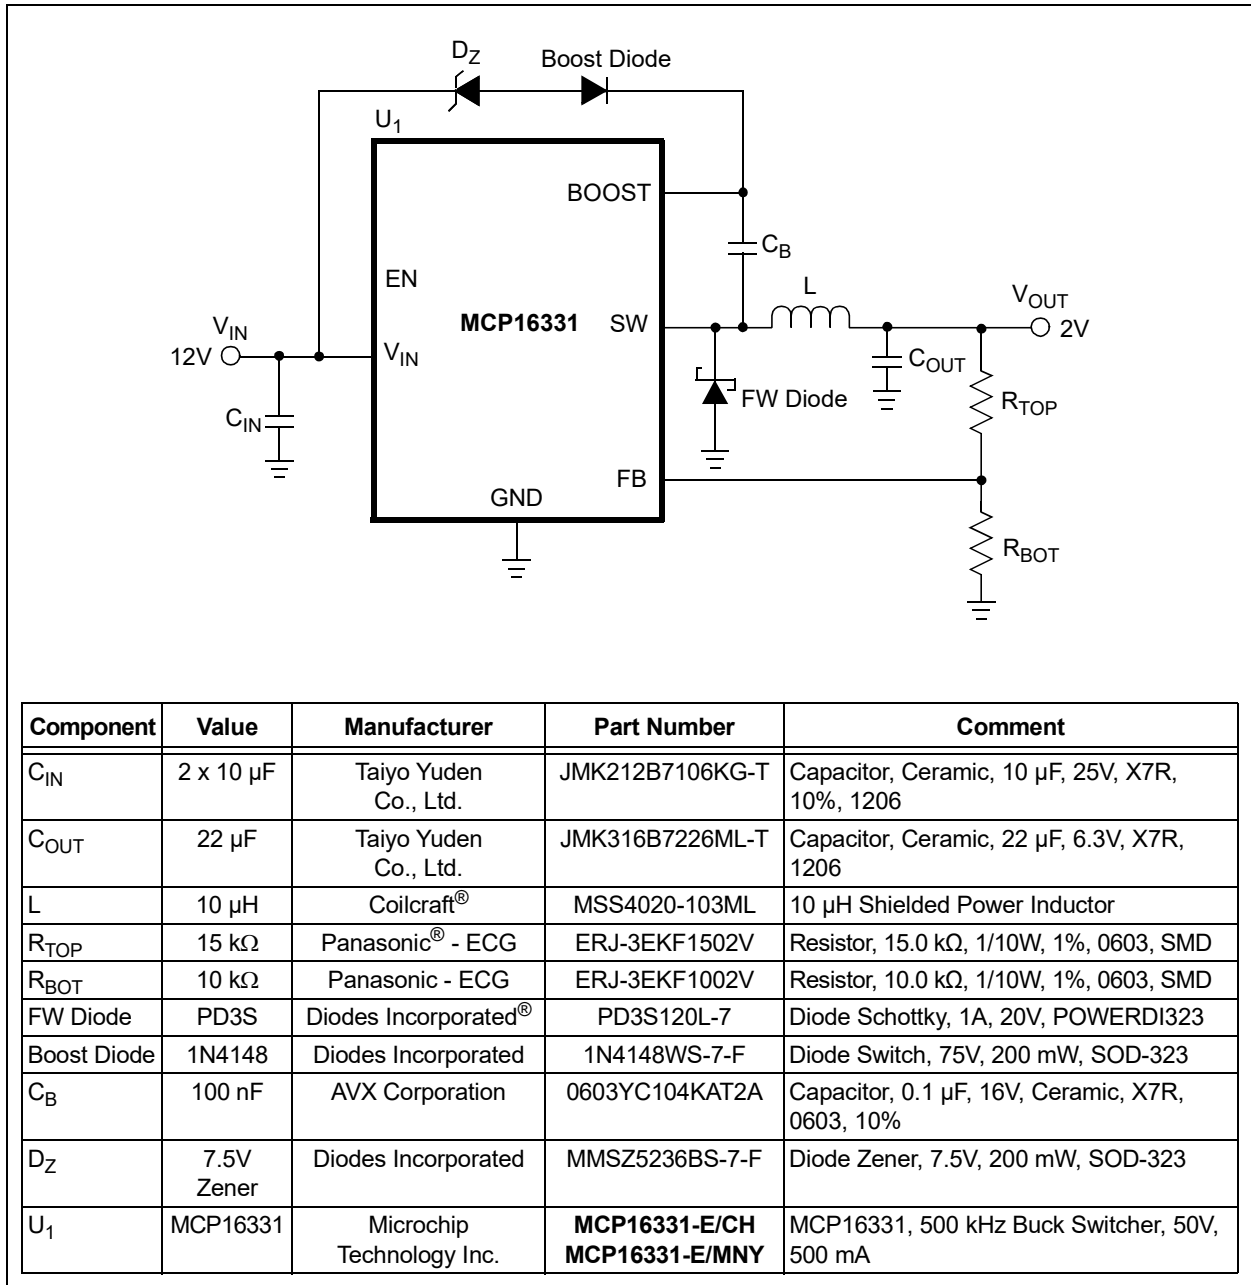 D_Z Boost Diode
U_1
BOOST
C_B
EN
L
V_OUT
MCP16331 SW
2V
V_IN
12V
V_IN
C_OUT
FW Diode
R_TOP
C_IN
FB
GND
R_BOT
Component Value Manufacturer Part Number Comment
C_IN 2 x 10 µF Taiyo Yuden JMK212B7106KG-T Capacitor, Ceramic, 10 µF, 25V, X7R,
Co., Ltd. 10%, 1206
C_OUT 22 µF Taiyo Yuden JMK316B7226ML-T Capacitor, Ceramic, 22 µF, 6.3V, X7R,
Co., Ltd. 1206
L 10 µH Coilcraft® MSS4020-103ML 10 µH Shielded Power Inductor
R_TOP 15 kΩ Panasonic® - ECG ERJ-3EKF1502V Resistor, 15.0 kΩ, 1/10W, 1%, 0603, SMD
R_BOT 10 kΩ Panasonic - ECG ERJ-3EKF1002V Resistor, 10.0 kΩ, 1/10W, 1%, 0603, SMD
FW Diode PD3S Diodes Incorporated® PD3S120L-7 Diode Schottky, 1A, 20V, POWERDI323
Boost Diode 1N4148 Diodes Incorporated 1N4148WS-7-F Diode Switch, 75V, 200 mW, SOD-323
C_B 100 nF AVX Corporation 0603YC104KAT2A Capacitor, 0.1 µF, 16V, Ceramic, X7R,
0603, 10%
D_Z 7.5V Diodes Incorporated MMSZ5236BS-7-F Diode Zener, 7.5V, 200 mW, SOD-323
Zener
U_1 MCP16331 Microchip MCP16331-E/CH MCP16331, 500 kHz Buck Switcher, 50V,
Technology Inc. MCP16331-E/MNY 500 mA